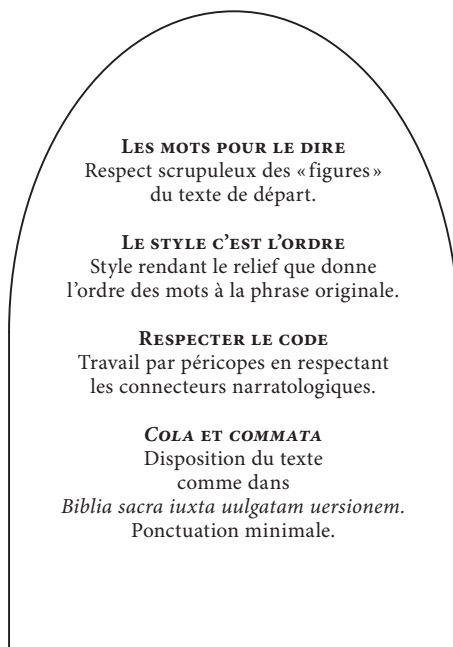 Les mots pour le dire
Respect scrupuleux des « figures »
du texte de départ.
Le style c’est l’ordre
Style rendant le relief que donne
l’ordre des mots à la phrase originale.
Respecter le code
Travail par péricopes en respectant
les connecteurs narratologiques.
Cola et commata
Disposition du texte
comme dans
Biblia sacra iuxta uulgatam uersionem.
Ponctuation minimale.